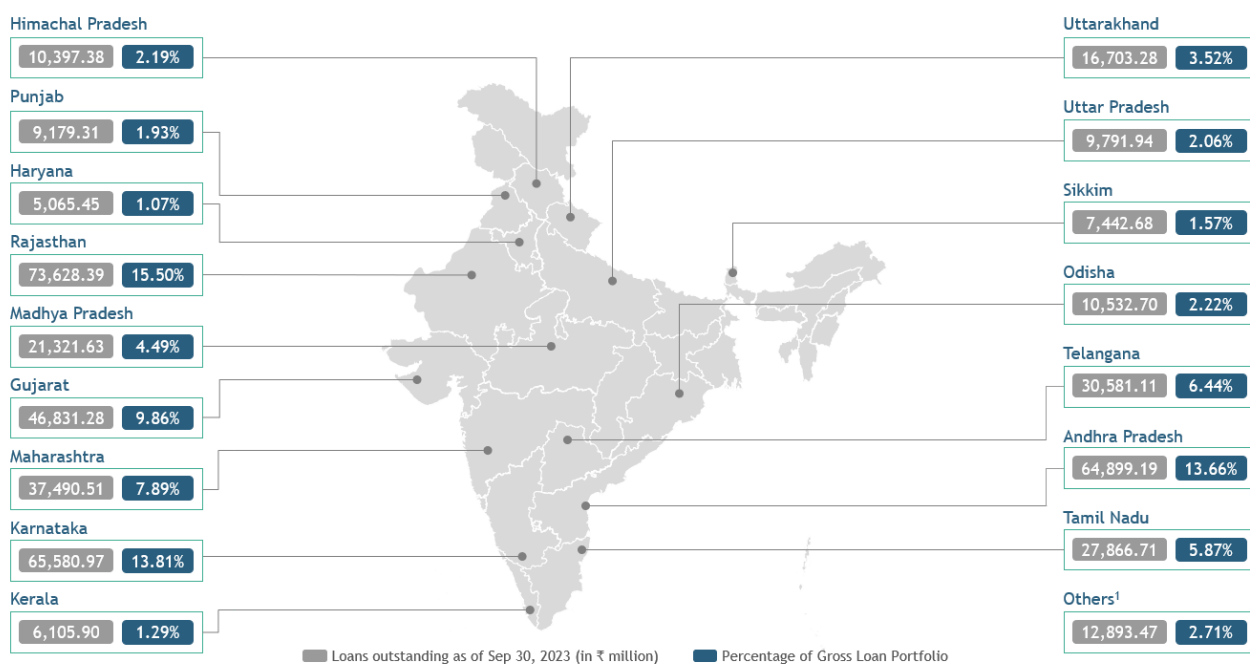 Himachal Pradesh
10,397.38 2.19%
Punjab
9,179.31 1.93%
Haryana
5,065.45 1.07%
Rajasthan
73,628.39 15.50%
Madhya Pradesh
21,321.63 4.49%
Gujarat
46,831.28 9.86%
Maharashtra
37,490.51 7.89%
Karnataka
65,580.97 13.81%
Kerala
6,105.90 1.29%
Uttarakhand
16,703.28 3.52%
Uttar Pradesh
9,791.94 2.06%
Sikkim
7,442.68 1.57%
Odisha
10,532.70 2.22%
Telangana
30,581.11 6.44%
Andhra Pradesh
64,899.19 13.66%
Tamil Nadu
27,866.71 5.87%
Others¹
12,893.47 2.71%
Loans outstanding as of Sep 30, 2023 (in ₹ million) Percentage of Gross Loan Portfolio